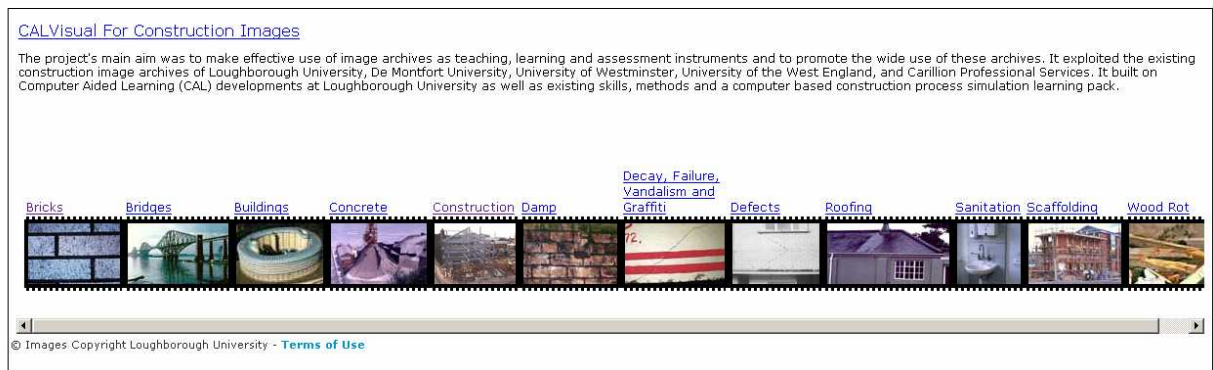 CALVisual For Construction Images
The project's main aim was to make effective use of image archives as teaching, learning and assessment instruments and to promote the wide use of these archives. It exploited the existing
construction image archives of Loughborough University, De Montfort University, University of Westminster, University of the West England, and Carillion Professional Services. It built on
Computer Aided Learning (CAL) developments at Loughborough University as well as existing skills, methods and a computer based construction process simulation learning pack.
Decay, Failure,
Vandalism and
Bricks Bridges Buildings Concrete Construction Damp Graffiti Defects Roofing Sanitation Scaffolding Wood Rot
72.
© Images Copyright Loughborough University - Terms of Use